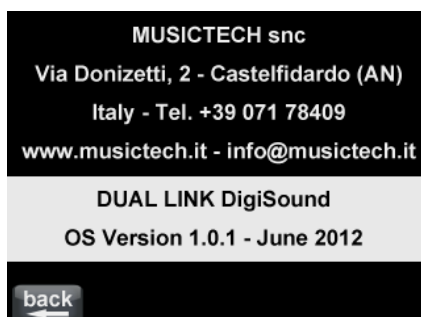 MUSICTECH snc
Via Donizetti, 2 - Castelfidardo (AN)
Italy - Tel. +39 071 78409
www.musictech.it - info@musictech.it
DUAL LINK DigiSound
OS Version 1.0.1 - June 2012
back